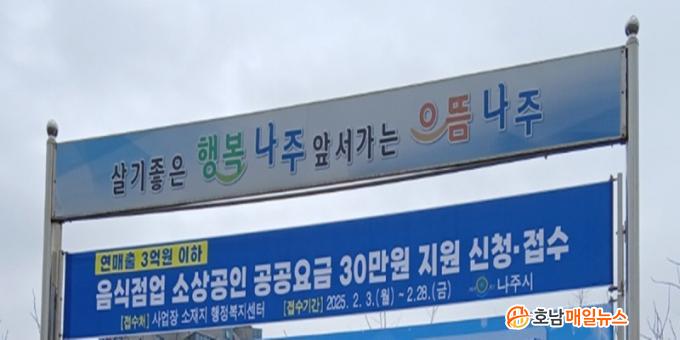 살기좋은 행복 나주 앞서가는 으뜸 나주
연매출 3억원 이하
음식점업 소상공인 공공요금 30만원 지원 신청·접수
[접수처] 사업장 소재지 행정복지센터 [접수기간] 2025. 2. 3.(월) ~ 2.28.(금) 나주시
호남매일뉴스